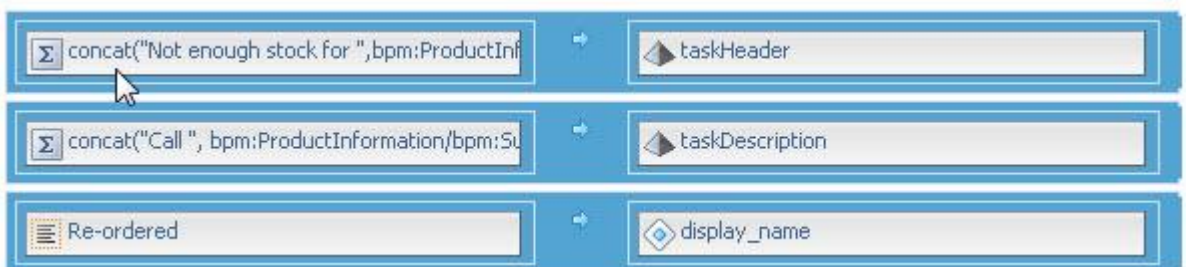 Σ concat("Not enough stock for ",bpm:ProductInf
taskHeader
Σ concat("Call ", bpm:ProductInformation/bpm:Su
taskDescription
Re-ordered
display_name